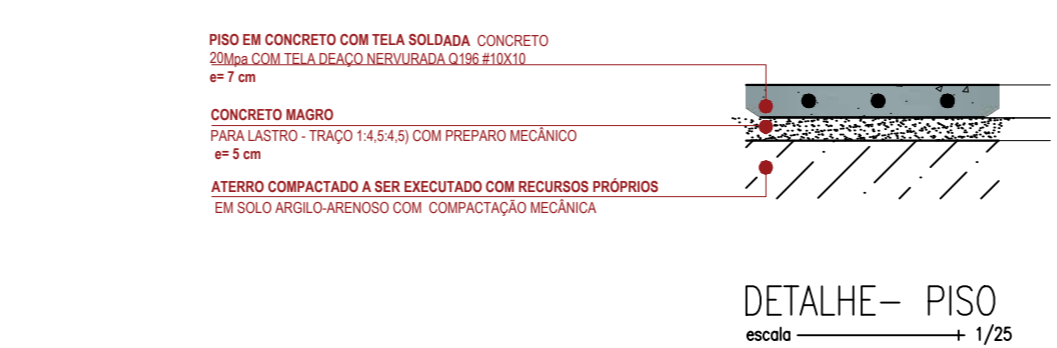 PISO EM CONCRETO COM TELA SOLDADA CONCRETO
20Mpa COM TELA DEAÇO NERVURADA Q196 #10X10
e= 7 cm
CONCRETO MAGRO
PARA LASTRO - TRAÇO 1:4,5:4,5) COM PREPARO MECÂNICO
e= 5 cm
ATERRO COMPACTADO A SER EXECUTADO COM RECURSOS PRÓPRIOS
EM SOLO ARGILO-ARENOSO COM COMPACTAÇÃO MECÂNICA
DETALHE- PISO
escala 1/25